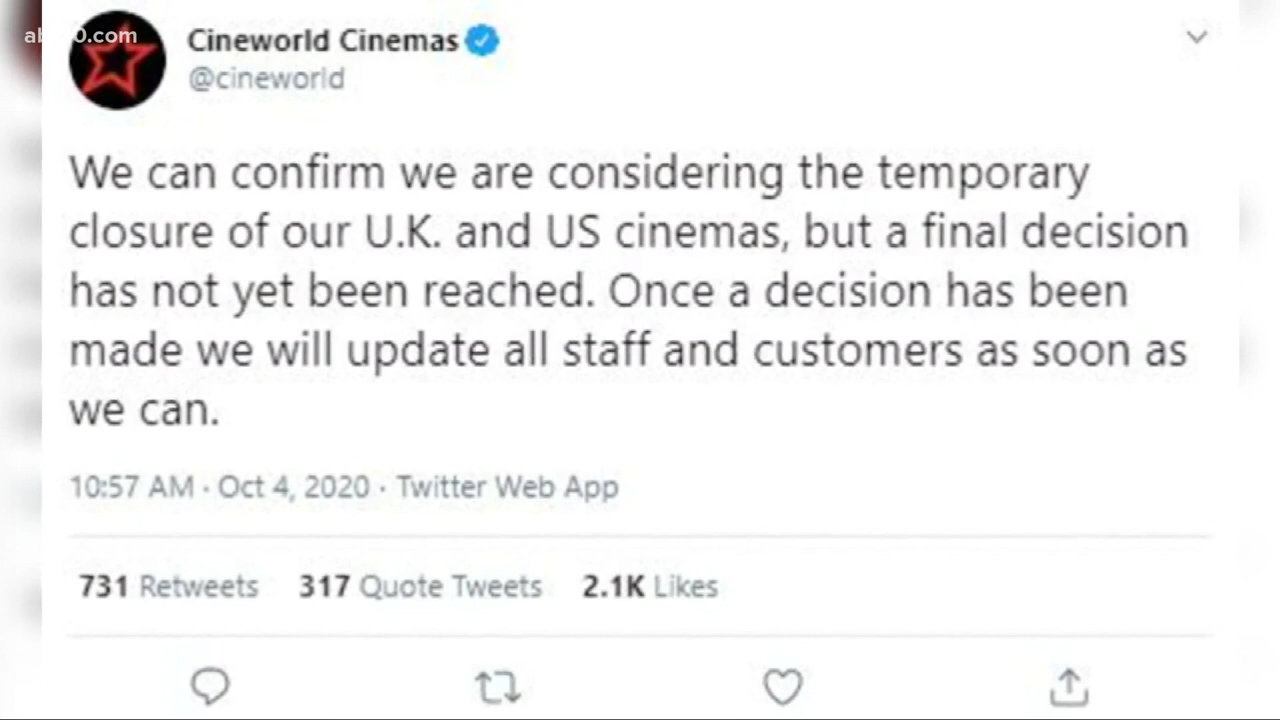 Cineworld Cinemas
@cineworld
We can confirm we are considering the temporary
closure of our U.K. and US cinemas, but a final decision
has not yet been reached. Once a decision has been
made we will update all staff and customers as soon as
we can.
10:57 AM · Oct 4, 2020 · Twitter Web App
731 Retweets 317 Quote Tweets 2.1K Likes